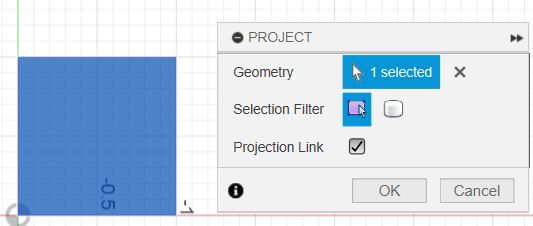 PROJECT
Geometry
1 selected
Selection Filter
Projection Link
OK
Cancel
-0.5
-1